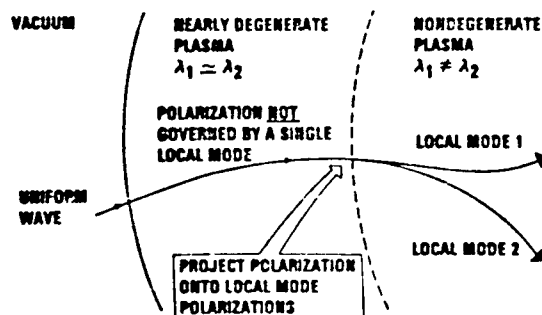 VACUUM
NEARLY DEGENERATE
PLASMA
λ₁ ≃ λ₂
NONDEGENERATE
PLASMA
λ₁ ≠ λ₂
POLARIZATION NOT
GOVERNED BY A SINGLE
LOCAL MODE
LOCAL MODE 1
UNIFORM
WAVE
LOCAL MODE 2
PROJECT POLARIZATION
ONTO LOCAL MODE
POLARIZATIONS